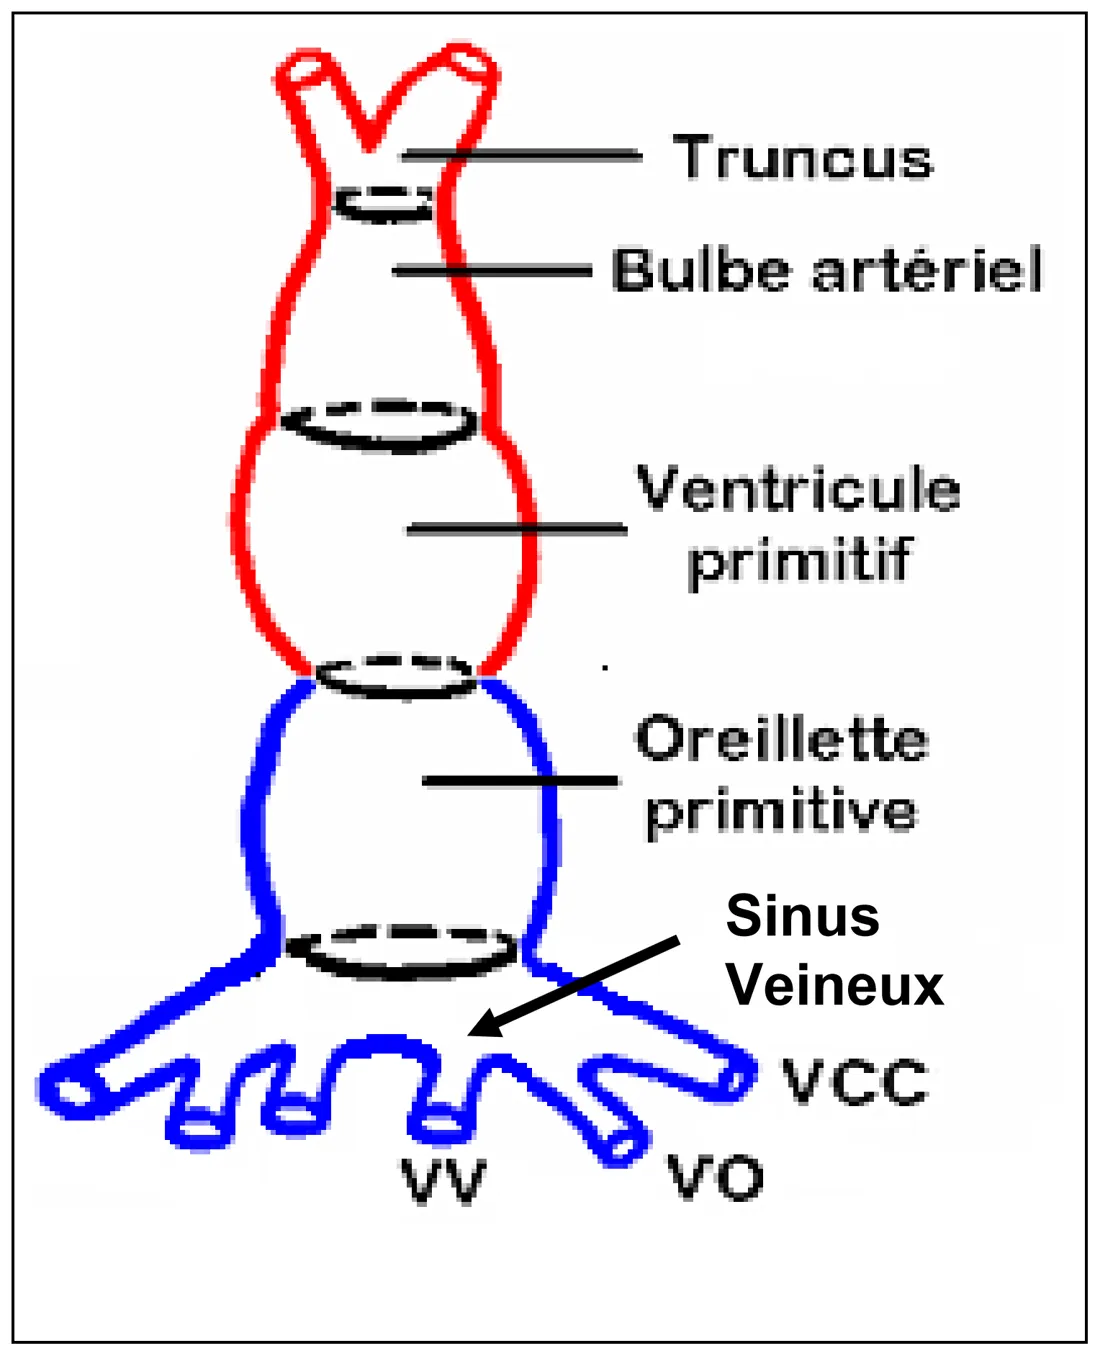 Truncus
Bulbe artériel
Ventricule
primitif
Oreillette
primitive
Sinus
Veineux
VCC
VV
VO